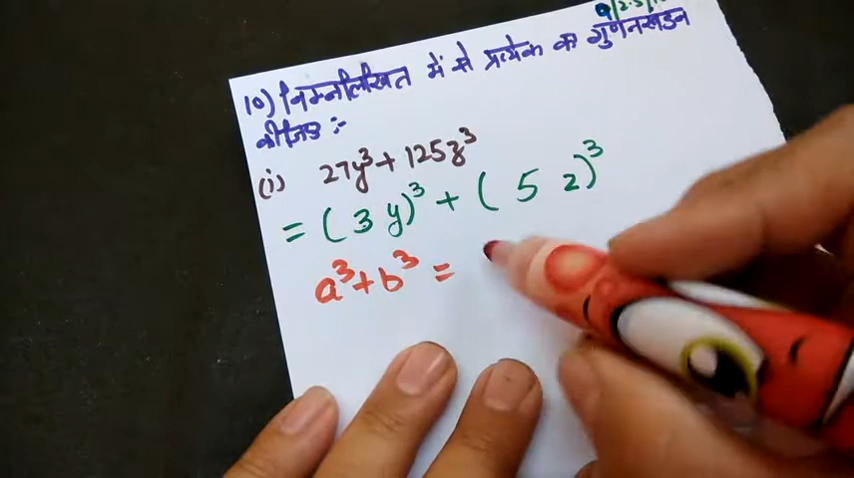 10) निम्नलिखित में से प्रत्येक का गुणनखंडन
कीजिए :-
(i) 27y³ + 125z³
= (3y)³ + (5z)³
a³+b³ =